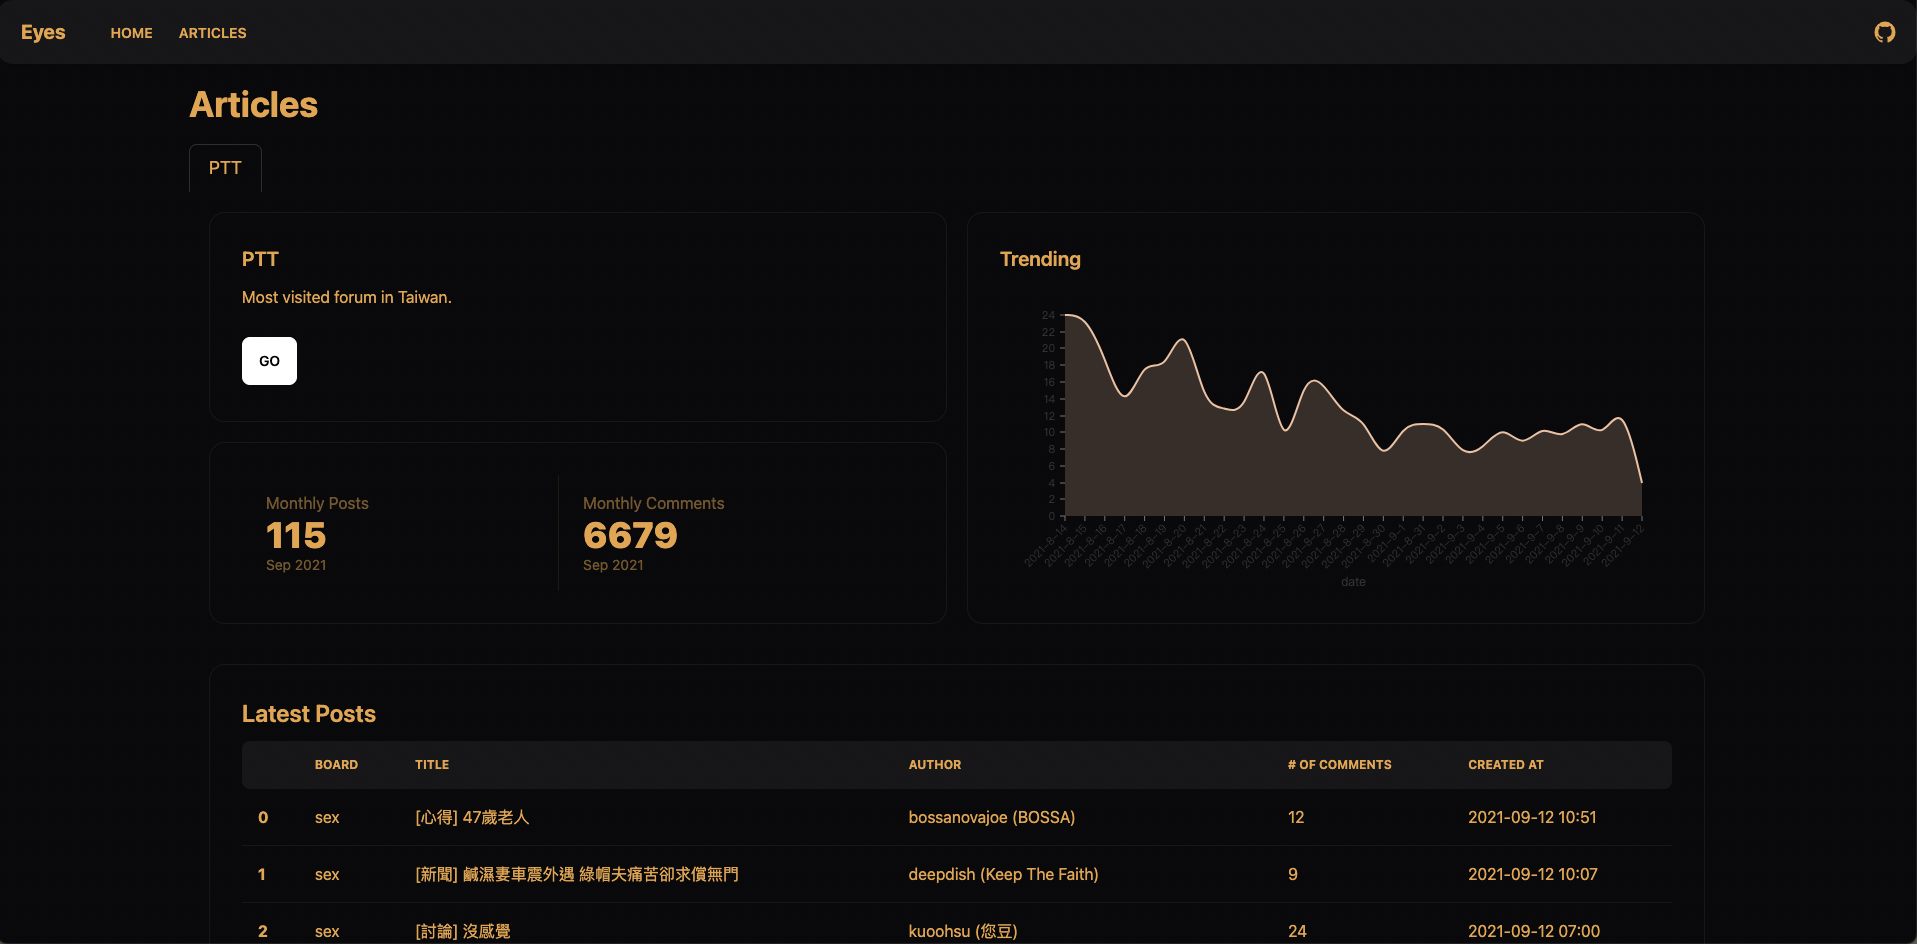 Eyes HOME ARTICLES
Articles
PTT
PTT
Most visited forum in Taiwan.
GO
Monthly Posts
115
Sep 2021
Monthly Comments
6679
Sep 2021
Trending
24
22
20
18
16
14
12
10
8
6
4
2
0
2021-8-14 2021-8-15 2021-8-16 2021-8-17 2021-8-18 2021-8-19 2021-8-20 2021-8-21 2021-8-22 2021-8-23 2021-8-24 2021-8-25 2021-8-26 2021-8-27 2021-8-28 2021-8-29 2021-8-30 2021-9-1 2021-8-31 2021-9-2 2021-9-3 2021-9-4 2021-9-5 2021-9-6 2021-9-7 2021-9-8 2021-9-9 2021-9-10 2021-9-11 2021-9-12
date
Latest Posts
BOARD TITLE AUTHOR # OF COMMENTS CREATED AT
0 sex [心得] 47歲老人 bossanovajoe (BOSSA) 12 2021-09-12 10:51
1 sex [新聞] 鹹濕妻車震外遇 綠帽夫痛苦卻求償無門 deepdish (Keep The Faith) 9 2021-09-12 10:07
2 sex [討論] 沒感覺 kuoohsu (您豆) 24 2021-09-12 07:00